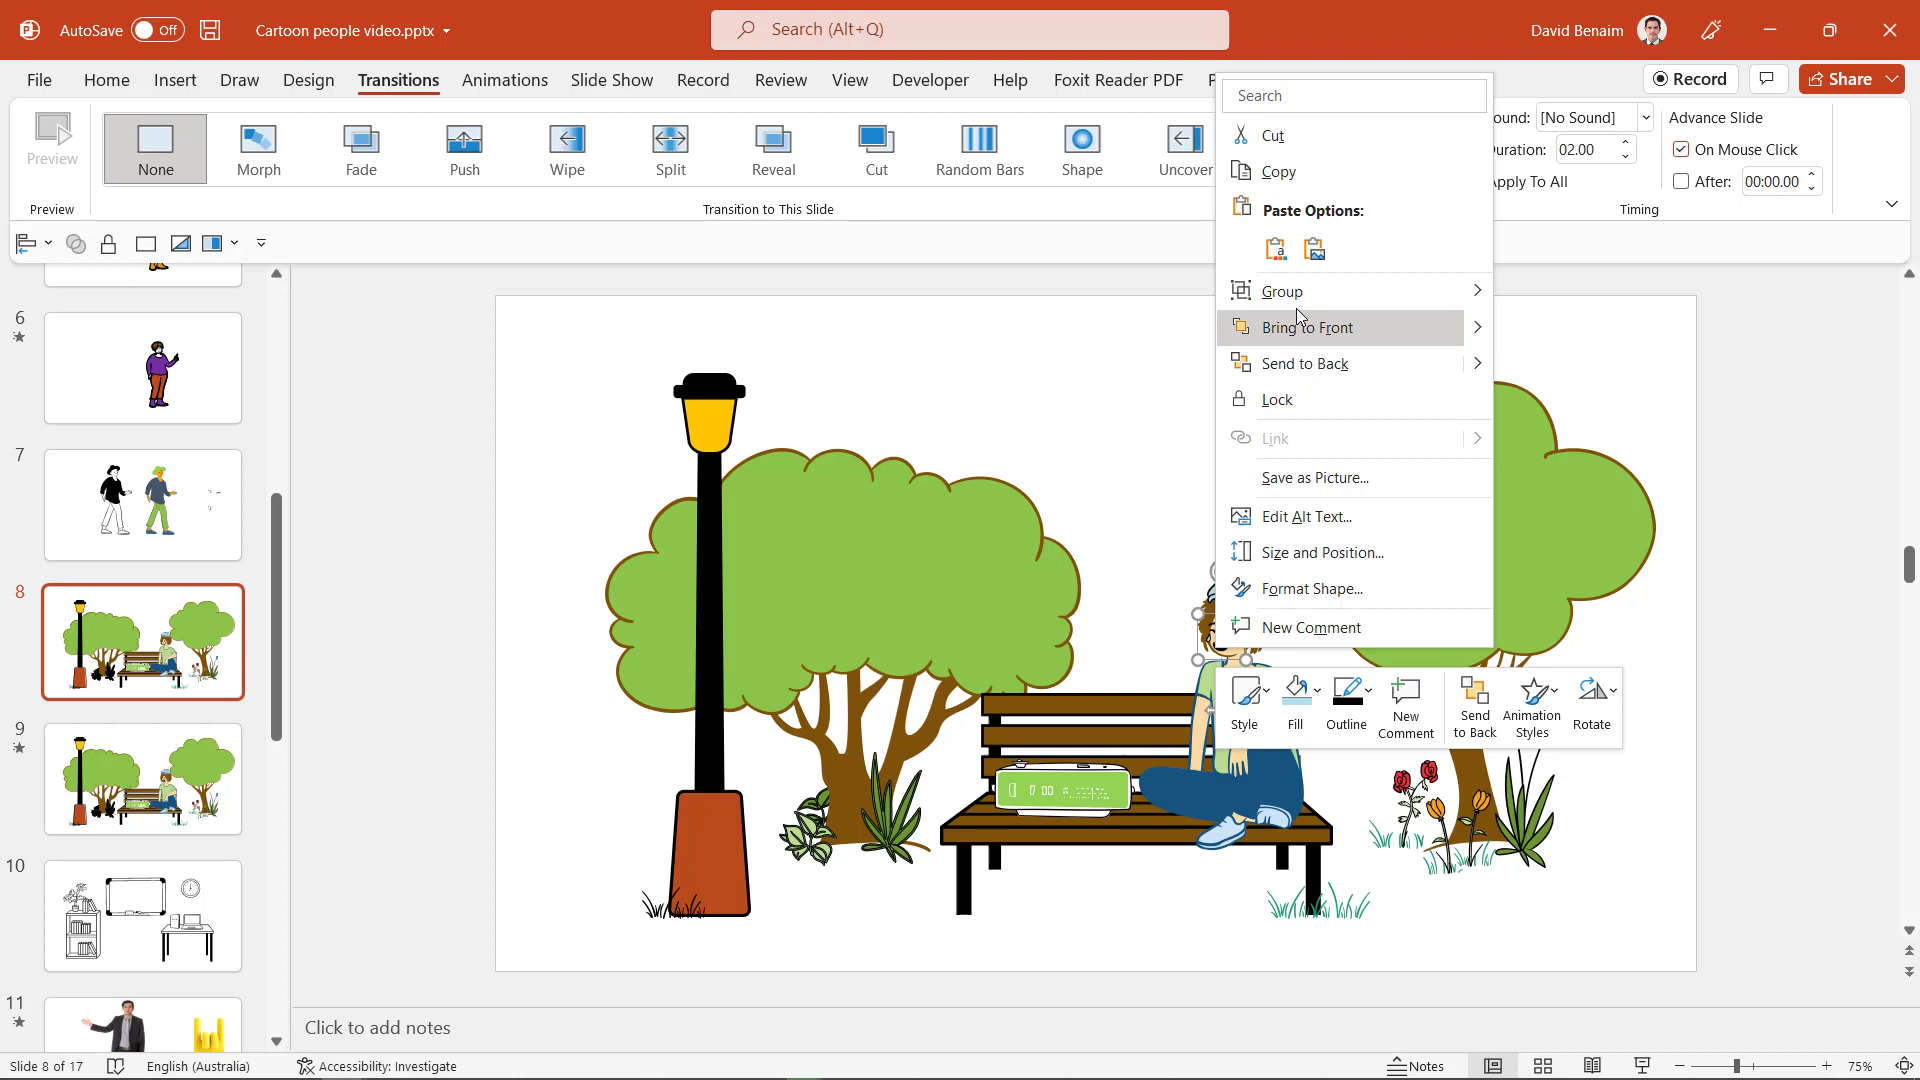 AutoSave Off Cartoon people video.pptx Search (Alt+Q) David Benaim
File Home Insert Draw Design Transitions Animations Slide Show Record Review View Developer Help Foxit Reader PDF Record Share
Search
Cut
Copy
Paste Options:
Group
Bring to Front
Send to Back
Lock
Link
Save as Picture...
Edit Alt Text...
Size and Position...
Format Shape...
New Comment
Preview
None Morph Fade Push Wipe Split Reveal Cut Random Bars Shape Uncover
Preview Transition to This Slide
ound: [No Sound]
uration: 02.00
pply To All
Advance Slide
On Mouse Click
After: 00:00.00
Timing
Style Fill Outline New Comment Send to Back Animation Styles Rotate
6
7
8
9
10
11
Click to add notes
Slide 8 of 17 English (Australia) Accessibility: Investigate Notes 75%